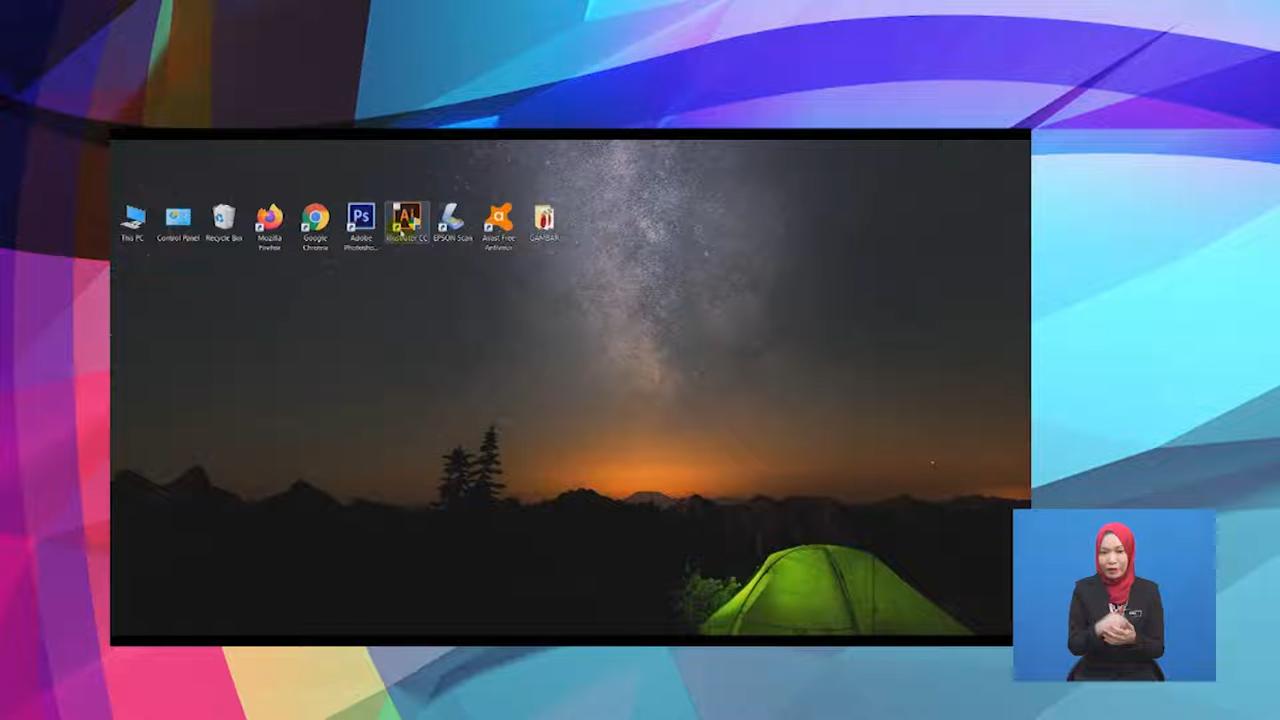 This PC
Control Panel
Recycle Bin
Mozilla
Firefox
Google
Chrome
Ps
Adobe
Photosho...
Ai
Illustrator CC
EPSON Scan
a
Avast Free
Antivirus
GAMBAR